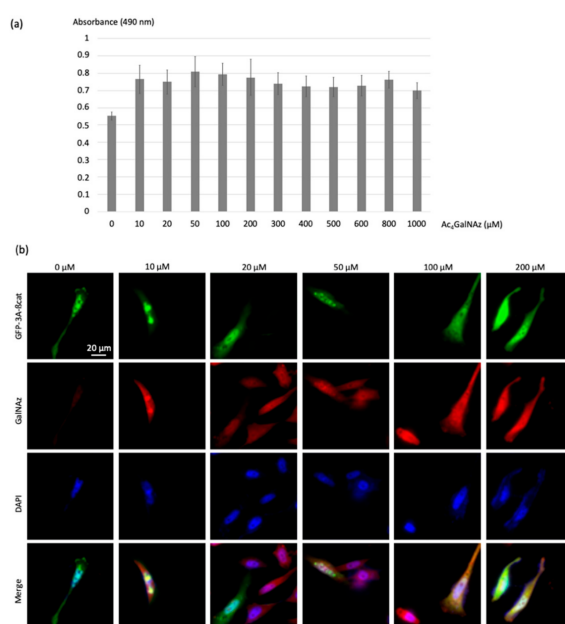 (a)
Absorbance (490 nm)
1
0.9
0.8
0.7
0.6
0.5
0.4
0.3
0.2
0.1
0
0 10 20 50 100 200 300 400 500 600 800 1000 Ac₄GalNAz (μM)
(b)
0 μM 10 μM 20 μM 50 μM 100 μM 200 μM
GFP-3A-ßcat
20 μm
GalNAz
DAPI
Merge